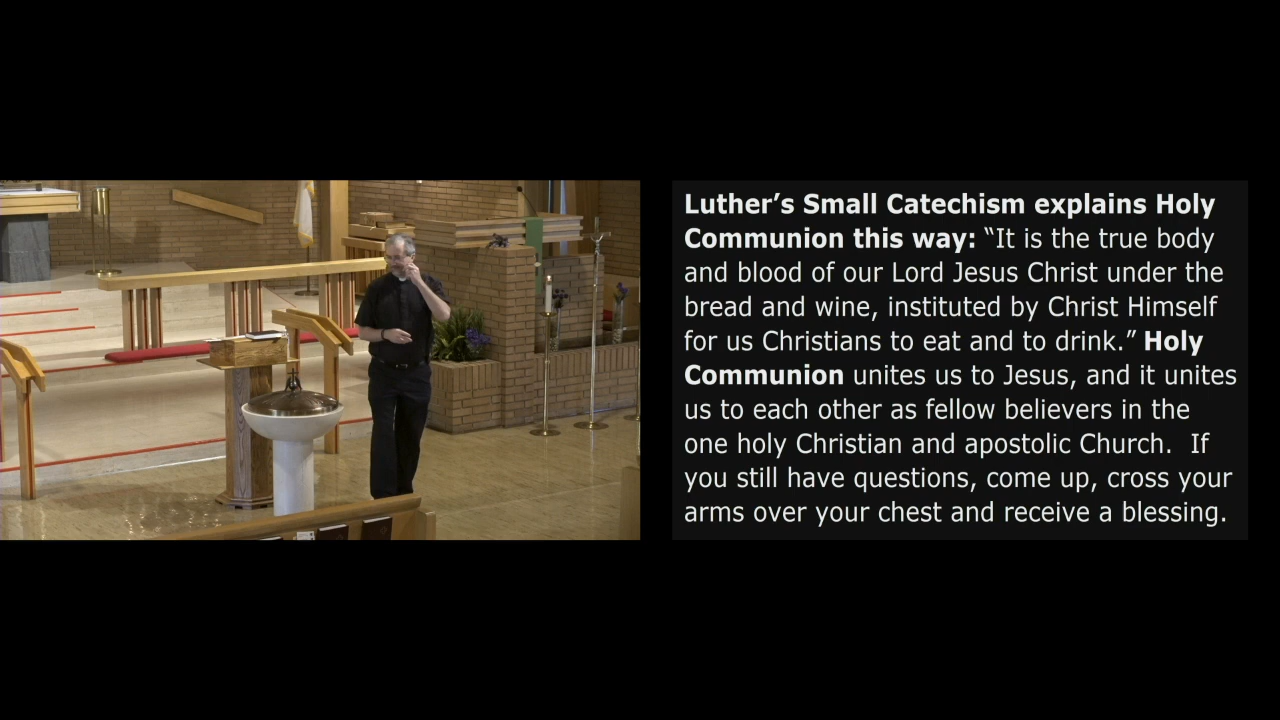 Luther’s Small Catechism explains Holy
Communion this way: “It is the true body
and blood of our Lord Jesus Christ under the
bread and wine, instituted by Christ Himself
for us Christians to eat and to drink.” Holy
Communion unites us to Jesus, and it unites
us to each other as fellow believers in the
one holy Christian and apostolic Church.  If
you still have questions, come up, cross your
arms over your chest and receive a blessing.